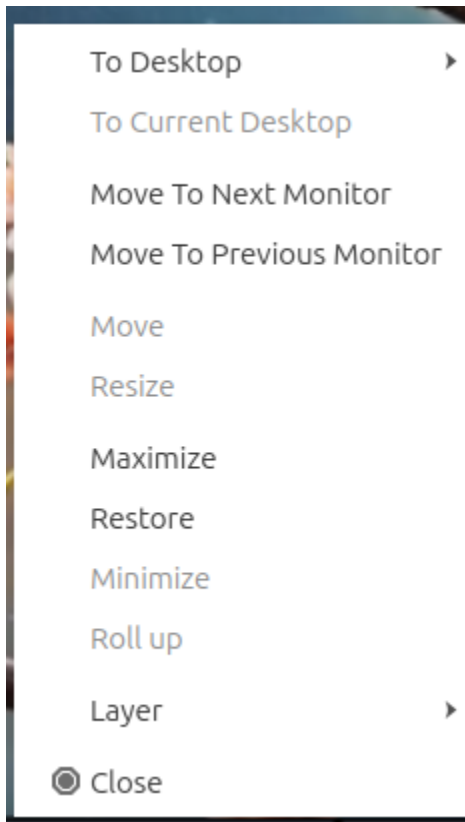 To Desktop
To Current Desktop
Move To Next Monitor
Move To Previous Monitor
Move
Resize
Maximize
Restore
Minimize
Roll up
Layer
Close